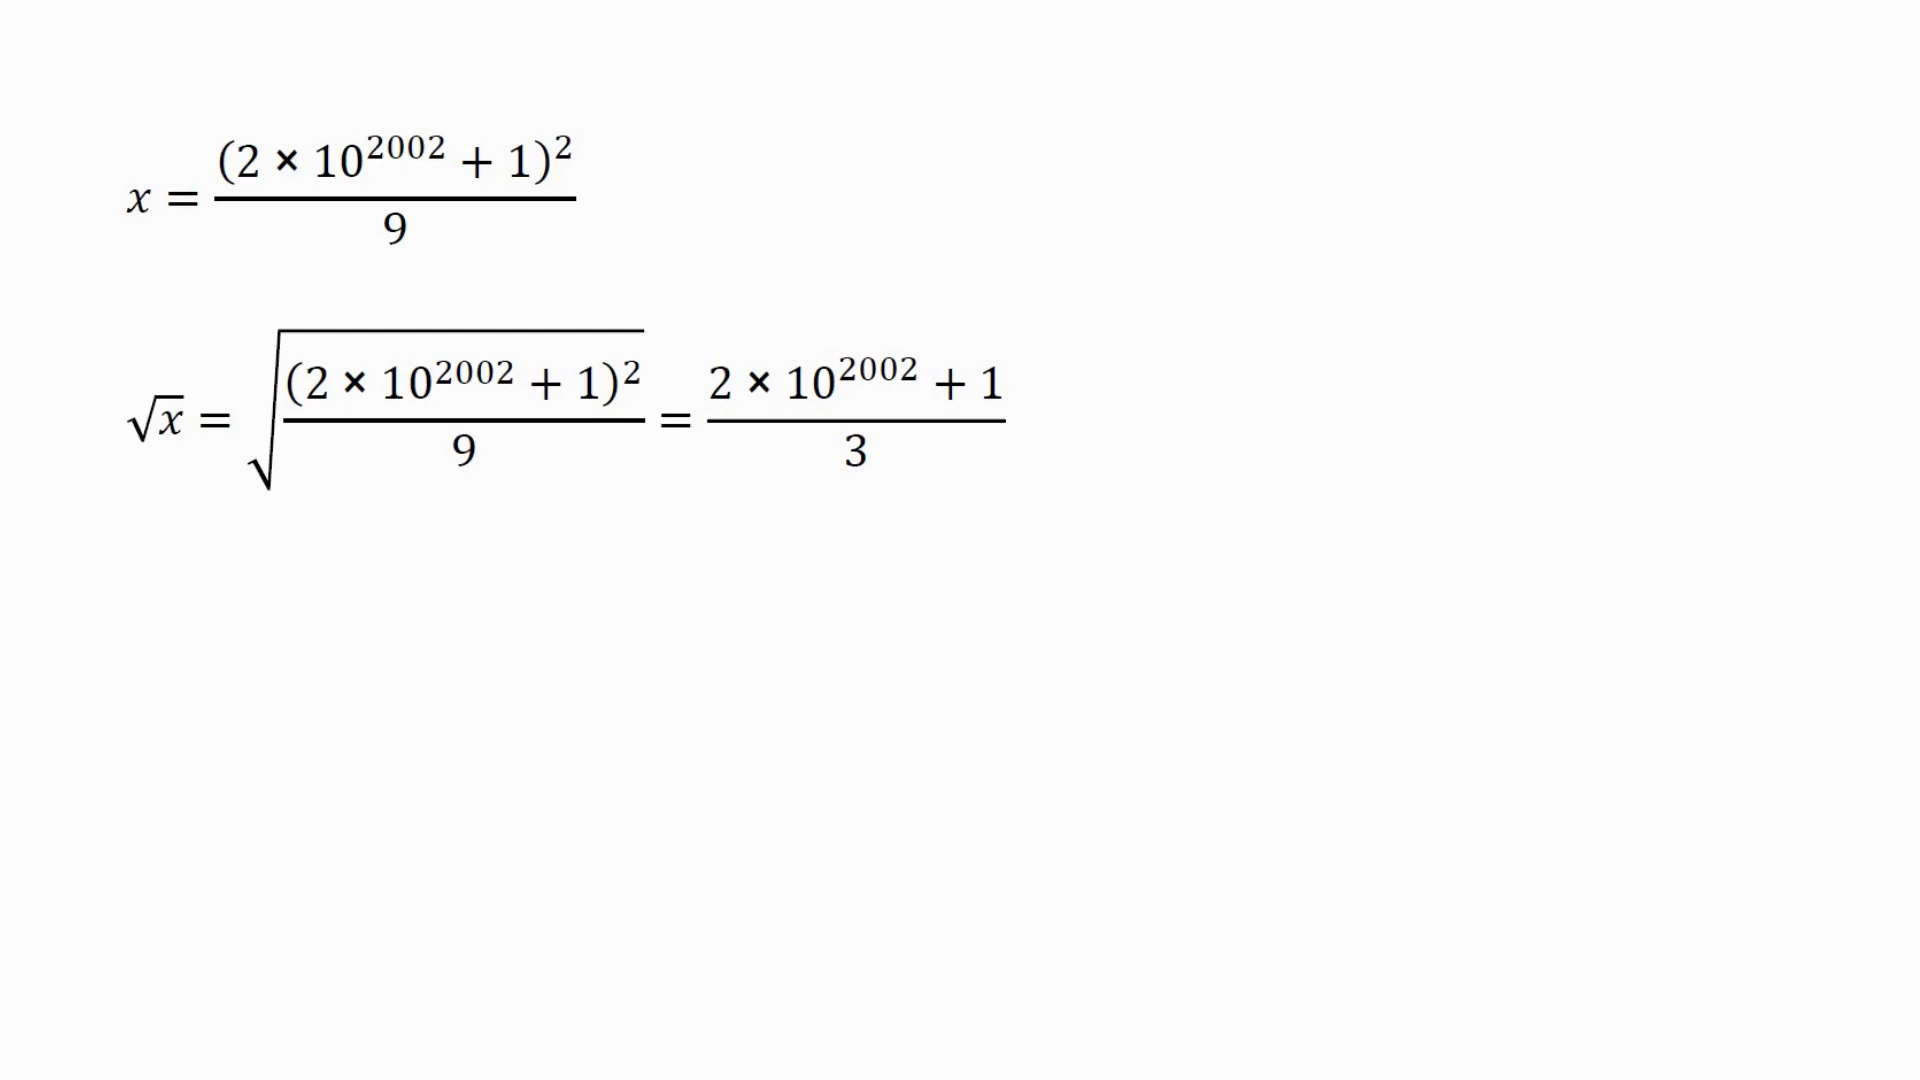 x = (2 × 10^2002 + 1)^2 / 9
√x = √((2 × 10^2002 + 1)^2 / 9) = (2 × 10^2002 + 1) / 3